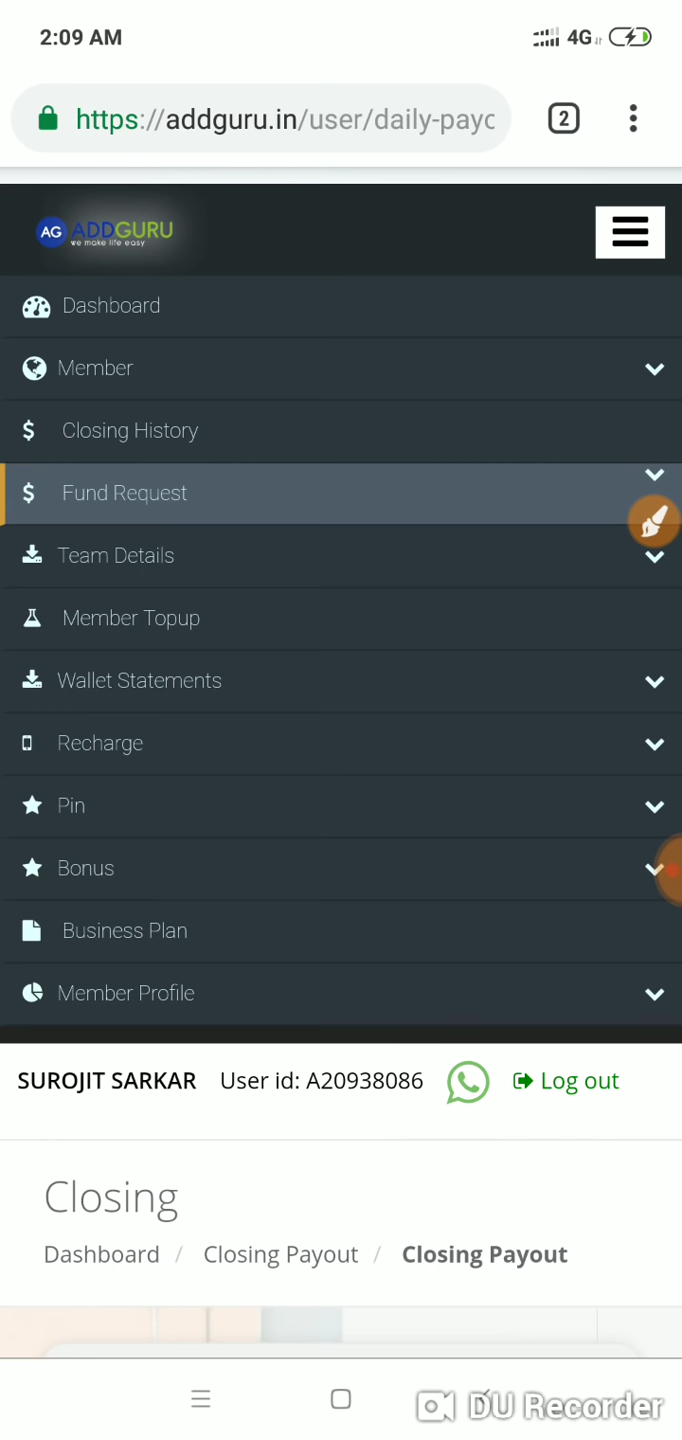 2:09 AM 4G
https://addguru.in/user/daily-payc
2
AG ADDGURU
we make life easy
Dashboard
Member
$ Closing History
$ Fund Request
Team Details
Member Topup
Wallet Statements
Recharge
Pin
Bonus
Business Plan
Member Profile
SUROJIT SARKAR User id: A20938086 Log out
Closing
Dashboard / Closing Payout / Closing Payout
DU Recorder